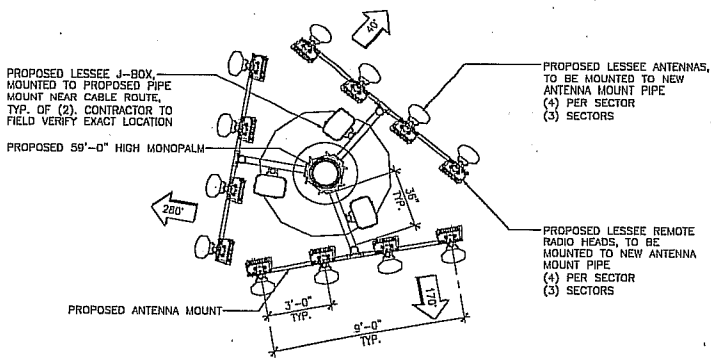 40'
PROPOSED LESSEE J-BOX,
MOUNTED TO PROPOSED PIPE
MOUNT NEAR CABLE ROUTE,
TYP. OF (2). CONTRACTOR TO
FIELD VERIFY EXACT LOCATION
PROPOSED 59'-0" HIGH MONOPALM
PROPOSED LESSEE ANTENNAS,
TO BE MOUNTED TO NEW
ANTENNA MOUNT PIPE
(4) PER SECTOR
(3) SECTORS
36"
TYP.
280'
PROPOSED LESSEE REMOTE
RADIO HEADS, TO BE
MOUNTED TO NEW ANTENNA
MOUNT PIPE
(4) PER SECTOR
(3) SECTORS
170'
PROPOSED ANTENNA MOUNT
3'-0"
TYP.
9'-0"
TYP.